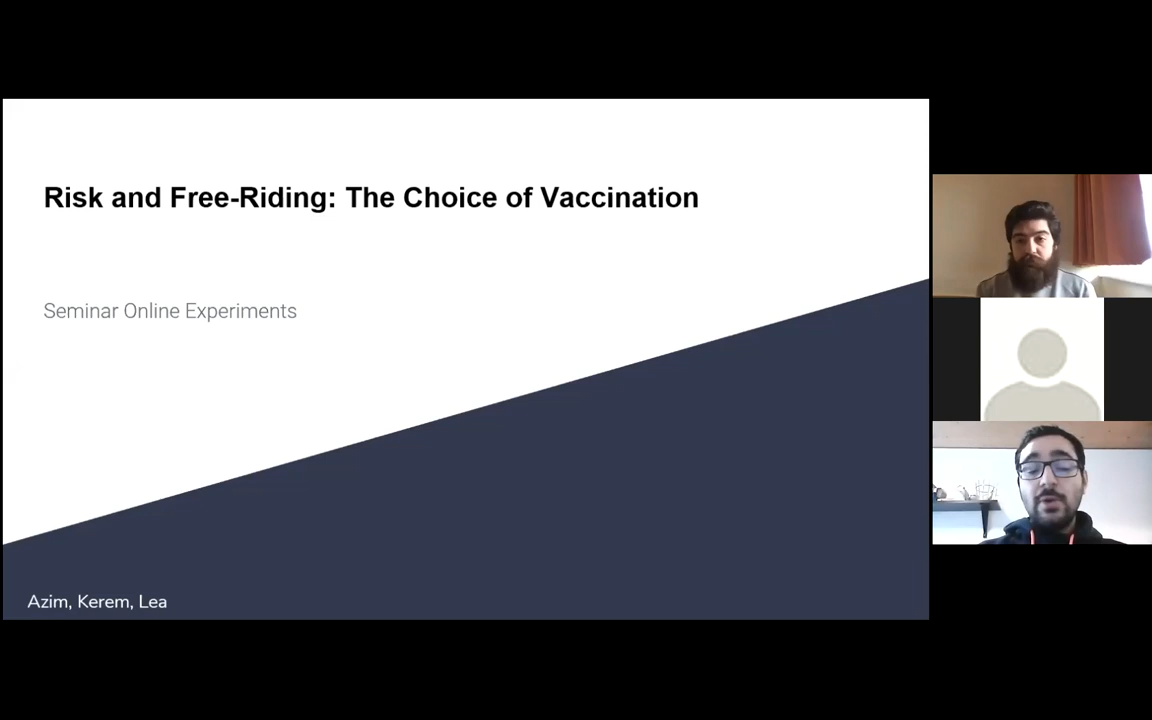 Risk and Free-Riding: The Choice of Vaccination
Seminar Online Experiments
Azim, Kerem, Lea